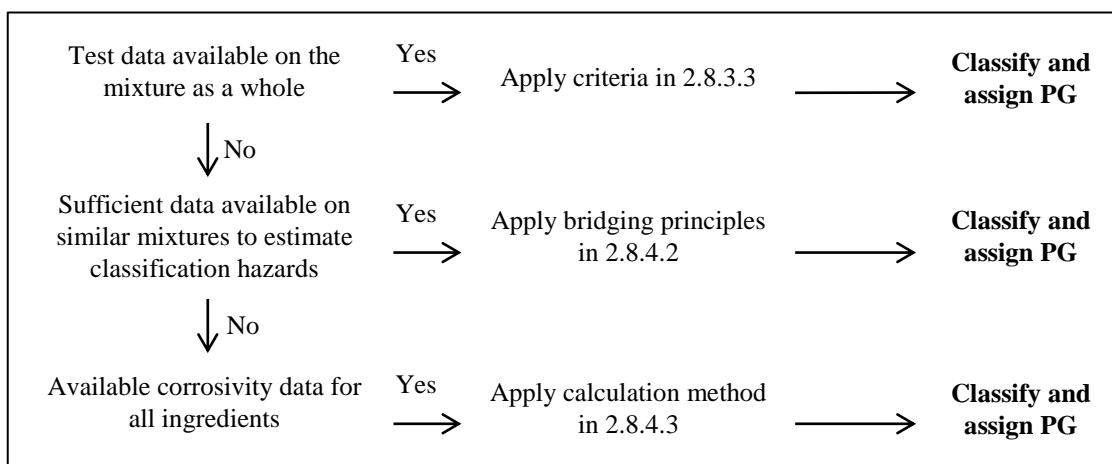 Test data available on the
mixture as a whole
Yes
Apply criteria in 2.8.3.3
Classify and
assign PG
No
Sufficient data available on
similar mixtures to estimate
classification hazards
Yes
Apply bridging principles
in 2.8.4.2
Classify and
assign PG
No
Available corrosivity data for
all ingredients
Yes
Apply calculation method
in 2.8.4.3
Classify and
assign PG